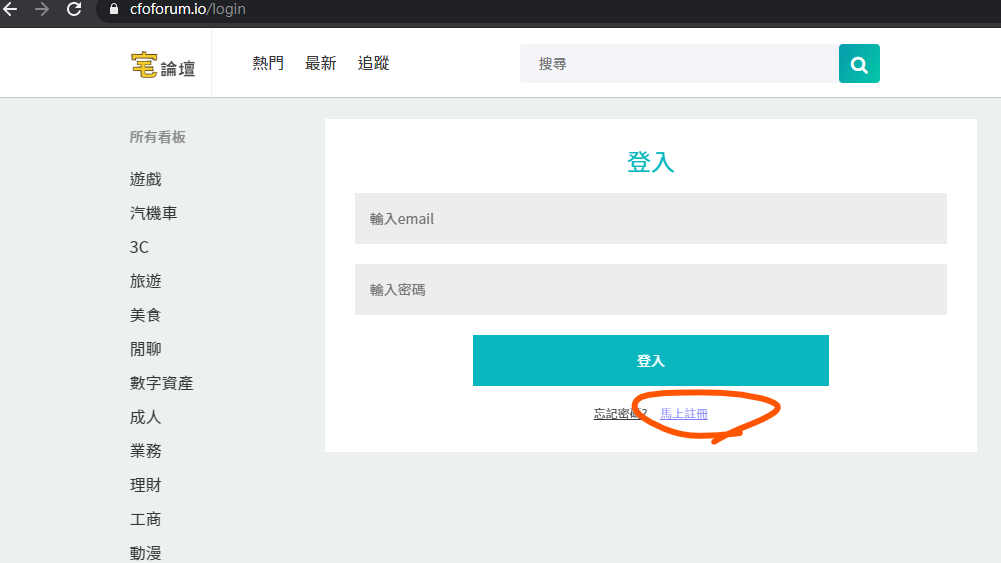 cfoforum.io/login
宅論壇 熱門 最新 追蹤 搜尋
所有看板
遊戲
汽機車
3C
旅遊
美食
閒聊
數字資產
成人
業務
理財
工商
動漫
登入
輸入email
輸入密碼
登入
忘記密碼? 馬上註冊